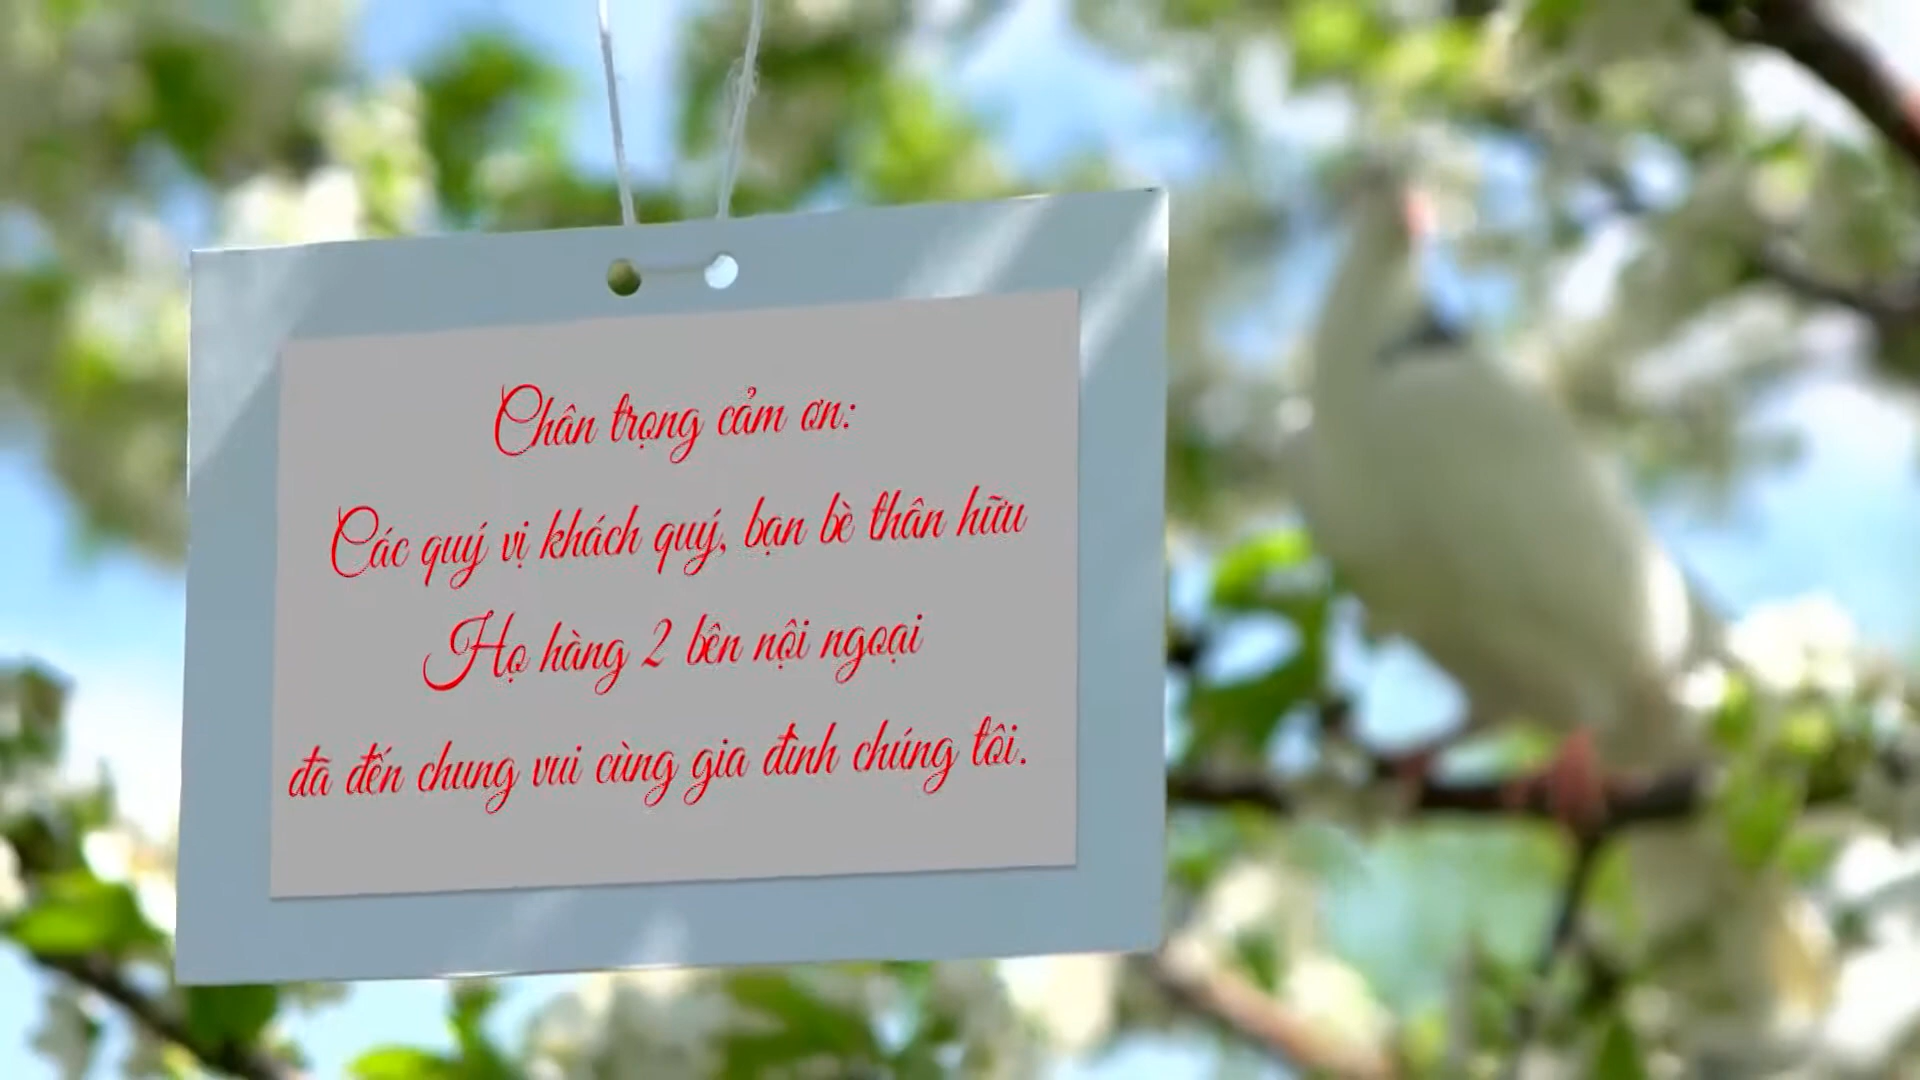 Chân trọng cảm ơn:
Các quý vị khách quý, bạn bè thân hữu
Họ hàng 2 bên nội ngoại
đã đến chung vui cùng gia đình chúng tôi.